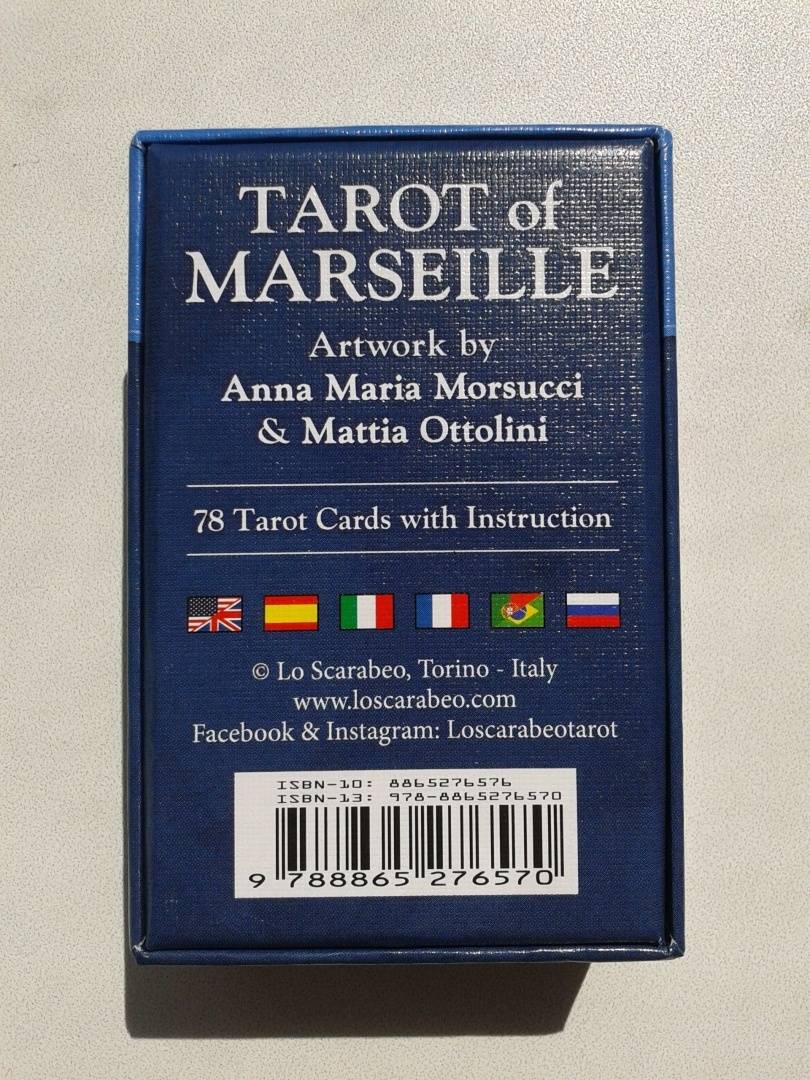 TAROT of
MARSEILLE
Artwork by
Anna Maria Morsucci
& Mattia Ottolini
78 Tarot Cards with Instruction
© Lo Scarabeo, Torino - Italy
www.loscarabeo.com
Facebook & Instagram: Loscarabeotarot
ISBN-10: 8865276576
ISBN-13: 978-8865276570
9 788865 276570